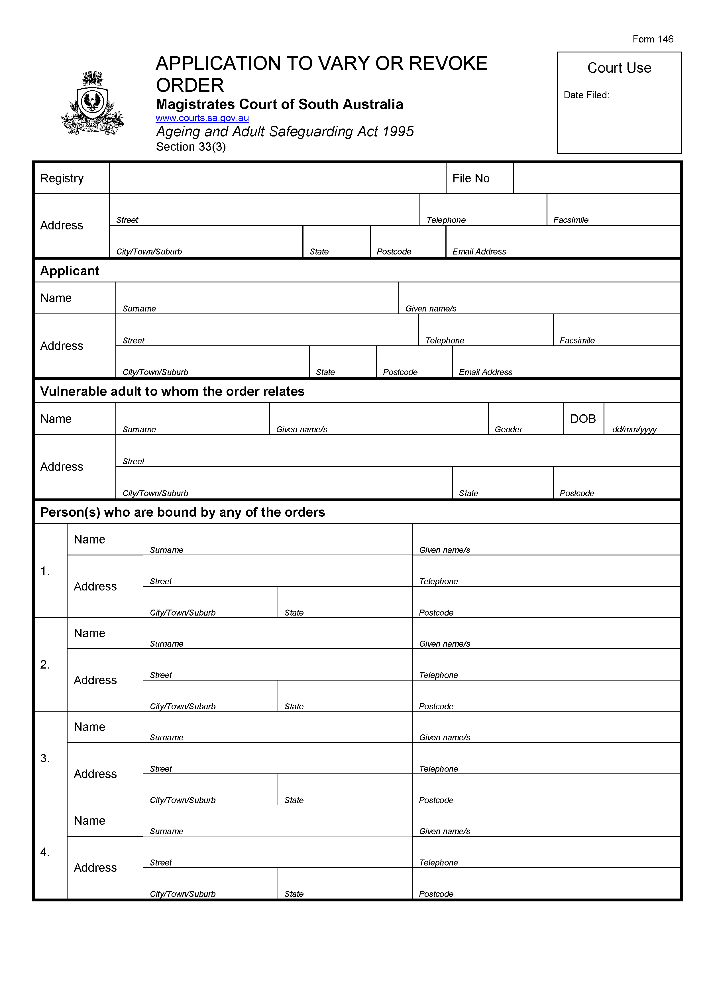 Form 146
APPLICATION TO VARY OR REVOKE
ORDER
Magistrates Court of South Australia
www.courts.sa.gov.au
Ageing and Adult Safeguarding Act 1995
Section 33(3)
SOUTH AUSTRALIA
Court Use
Date Filed:
Registry
File No
Address
Street
Telephone
Facsimile
City/Town/Suburb
State
Postcode
Email Address
Applicant
Name
Surname
Given name/s
Address
Street
Telephone
Facsimile
City/Town/Suburb
State
Postcode
Email Address
Vulnerable adult to whom the order relates
Name
Surname
Given name/s
Gender
DOB
dd/mm/yyyy
Address
Street
City/Town/Suburb
State
Postcode
Person(s) who are bound by any of the orders
1.
Name
Surname
Given name/s
Address
Street
Telephone
City/Town/Suburb
State
Postcode
2.
Name
Surname
Given name/s
Address
Street
Telephone
City/Town/Suburb
State
Postcode
3.
Name
Surname
Given name/s
Address
Street
Telephone
City/Town/Suburb
State
Postcode
4.
Name
Surname
Given name/s
Address
Street
Telephone
City/Town/Suburb
State
Postcode